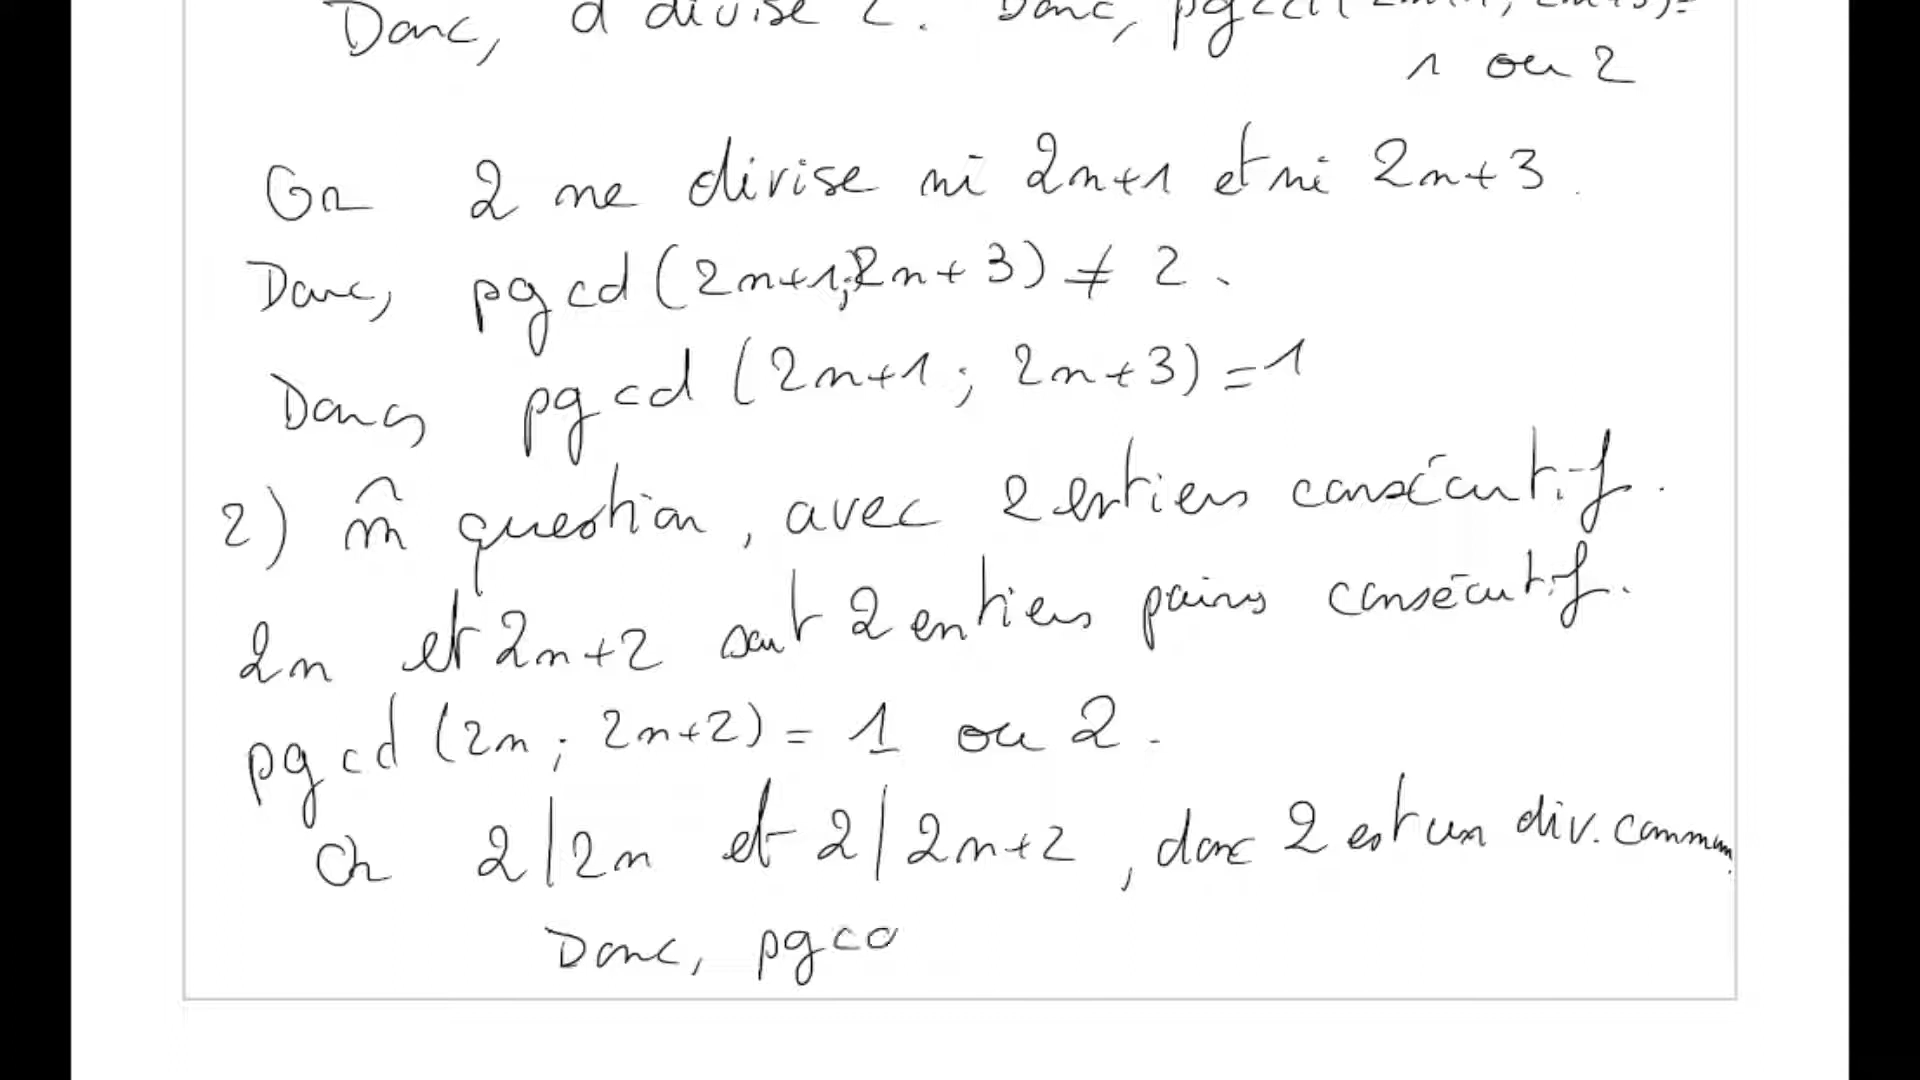 Donc, d divise 2. Donc, pgcd(2n+1; 2n+3)=
1 ou 2
Or 2 ne divise ni 2n+1 et ni 2n+3.
Donc, pgcd(2n+1;2n+3) ≠ 2.
Donc, pgcd (2n+1; 2n+3) = 1
2) m̂ question, avec 2 entiers consécutif.
2n et 2n+2 sont 2 entiers pairs consécutif.
pgcd (2n; 2n+2) = 1 ou 2.
Or 2|2n et 2|2n+2, donc 2 est un div. commun.
Donc, pgcd